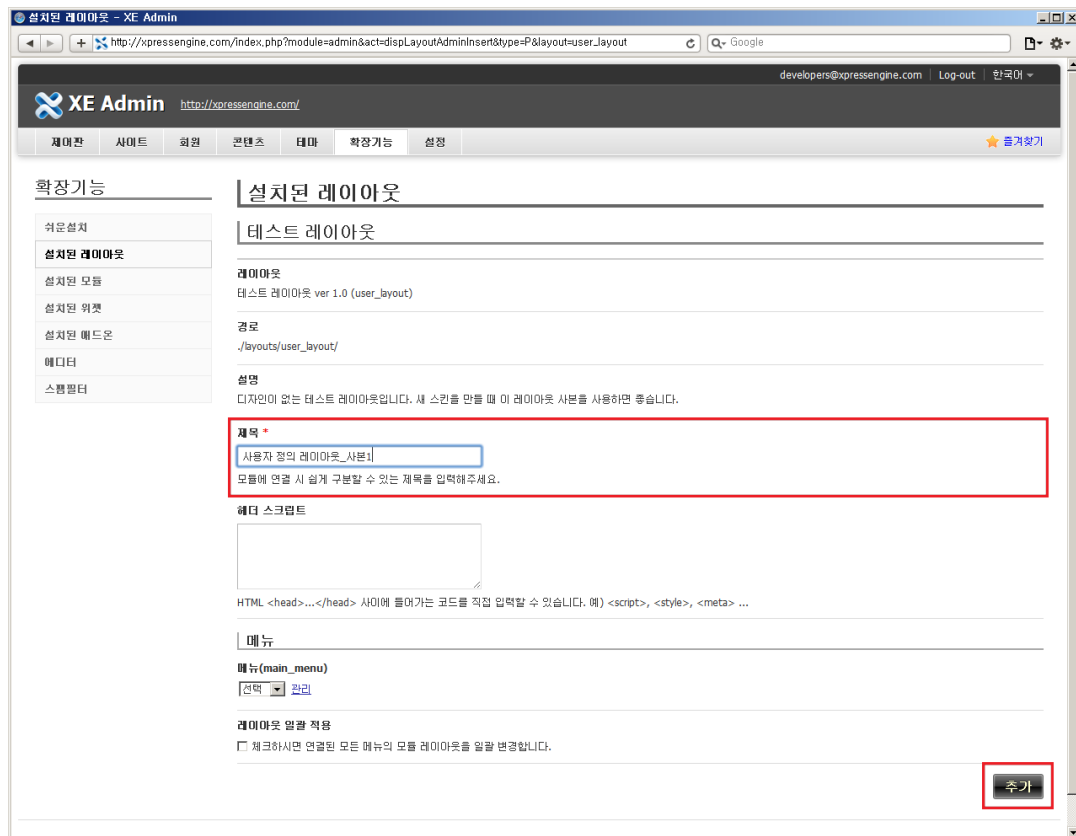 설치된 레이아웃 - XE Admin
http://xpressengine.com/index.php?module=admin&act=dispLayoutAdminInsert&type=P&layout=user_layout
Google
developers@xpressengine.com
Log-out
한국어
XE Admin
http://xpressengine.com/
제어판
사이트
회원
콘텐츠
테마
확장기능
설정
즐겨찾기
확장기능
쉬운설치
설치된 레이아웃
설치된 모듈
설치된 위젯
설치된 애드온
에디터
스팸필터
설치된 레이아웃
테스트 레이아웃
레이아웃
테스트 레이아웃 ver 1.0 (user_layout)
경로
./layouts/user_layout/
설명
디자인이 없는 테스트 레이아웃입니다. 새 스킨을 만들 때 이 레이아웃 사본을 사용하면 좋습니다.
제목 *
사용자 정의 레이아웃_사본1
모듈에 연결 시 쉽게 구분할 수 있는 제목을 입력해주세요.
헤더 스크립트
HTML <head>...</head> 사이에 들어가는 코드를 직접 입력할 수 있습니다. 예) <script>, <style>, <meta> ...
메뉴
메뉴(main_menu)
선택
관리
레이아웃 일괄 적용
체크하시면 연결된 모든 메뉴의 모듈 레이아웃을 일괄 변경합니다.
추가